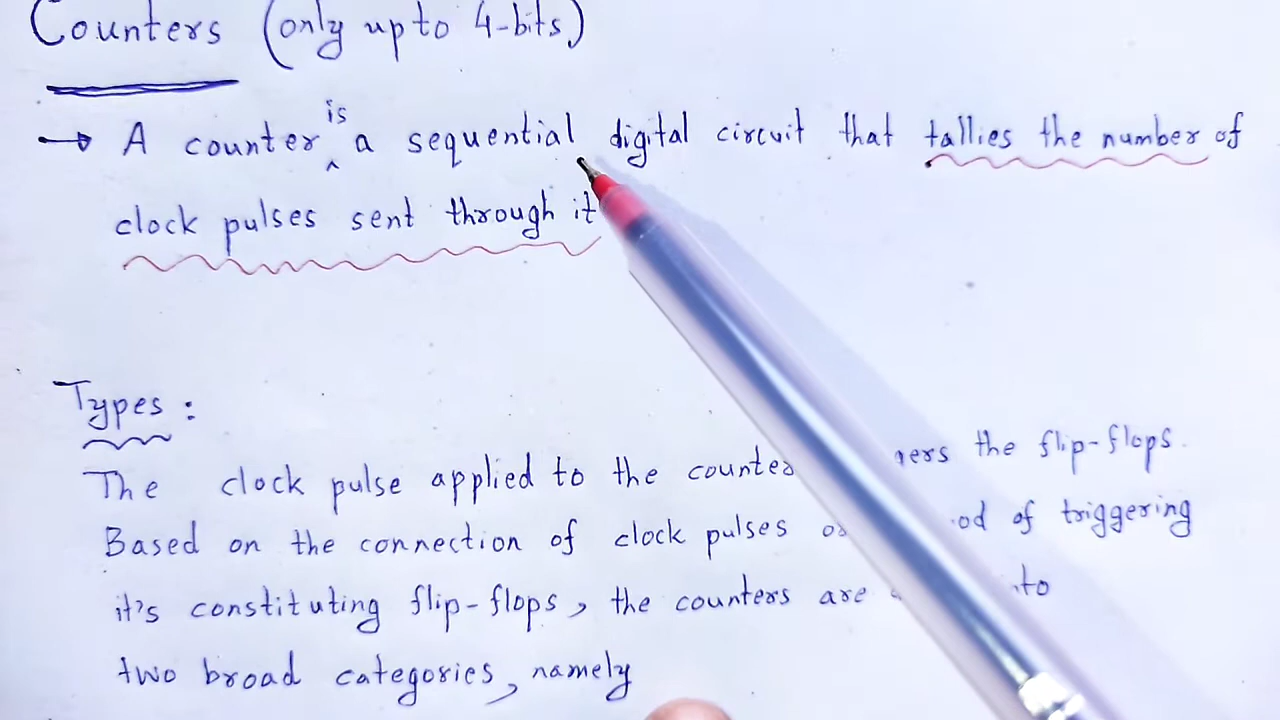 Counters (only upto 4-bits)
is
→ A counter ^ a sequential digital circuit that tallies the number of
clock pulses sent through it
Types :
The clock pulse applied to the counter the flip-flops.
Based on the connection of clock pulses of triggering
it's constituting flip-flops, the counters are
two broad categories, namely